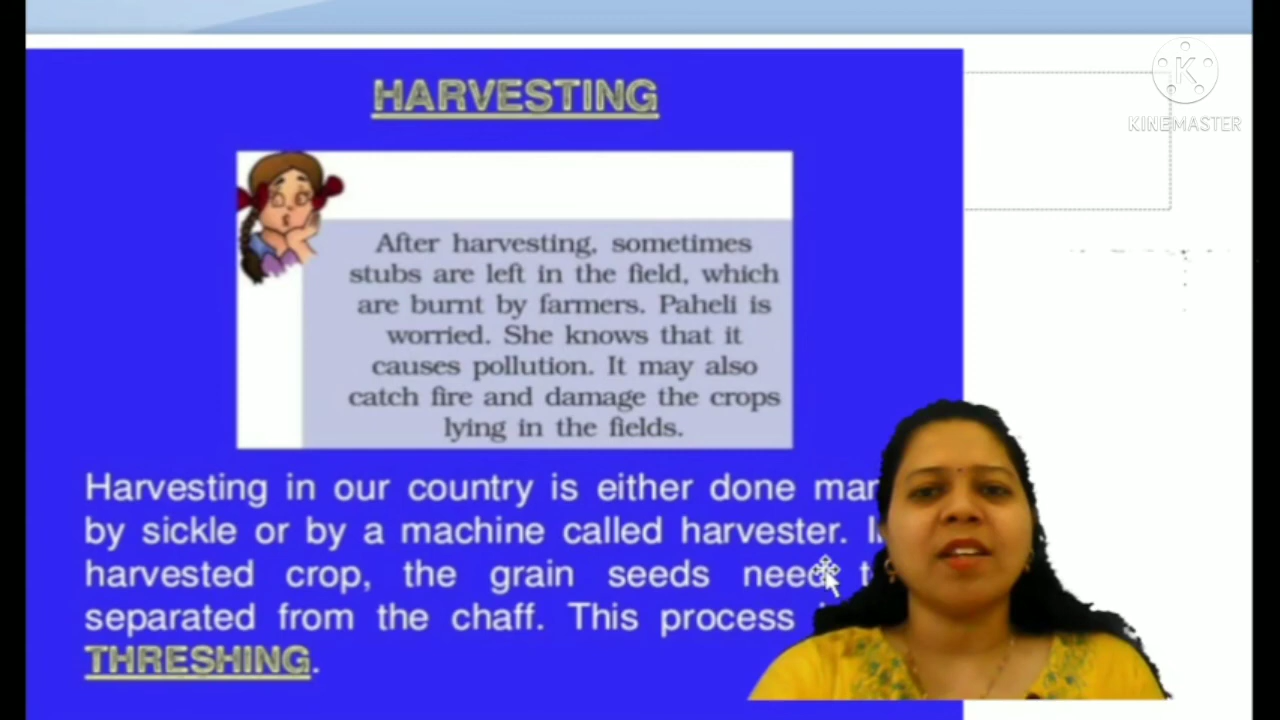 HARVESTING
KINEMASTER
After harvesting, sometimes
stubs are left in the field, which
are burnt by farmers. Paheli is
worried. She knows that it
causes pollution. It may also
catch fire and damage the crops
lying in the fields.
Harvesting in our country is either done
by sickle or by a machine called harvester.
harvested crop, the grain seeds need
separated from the chaff. This process
THRESHING.